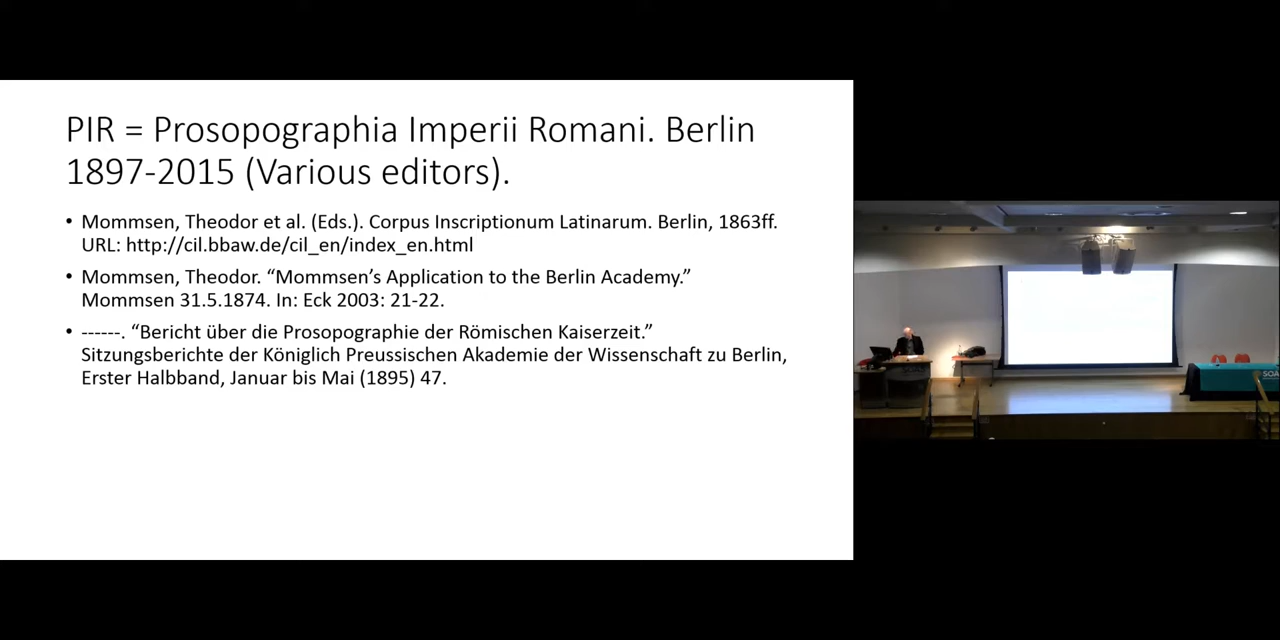 PIR = Prosopographia Imperii Romani. Berlin
1897-2015 (Various editors).
• Mommsen, Theodor et al. (Eds.). Corpus Inscriptionum Latinarum. Berlin, 1863ff.
URL: http://cil.bbaw.de/cil_en/index_en.html
• Mommsen, Theodor. “Mommsen’s Application to the Berlin Academy.”
Mommsen 31.5.1874. In: Eck 2003: 21-22.
• ------. “Bericht über die Prosopographie der Römischen Kaiserzeit.”
Sitzungsberichte der Königlich Preussischen Akademie der Wissenschaft zu Berlin,
Erster Halbband, Januar bis Mai (1895) 47.